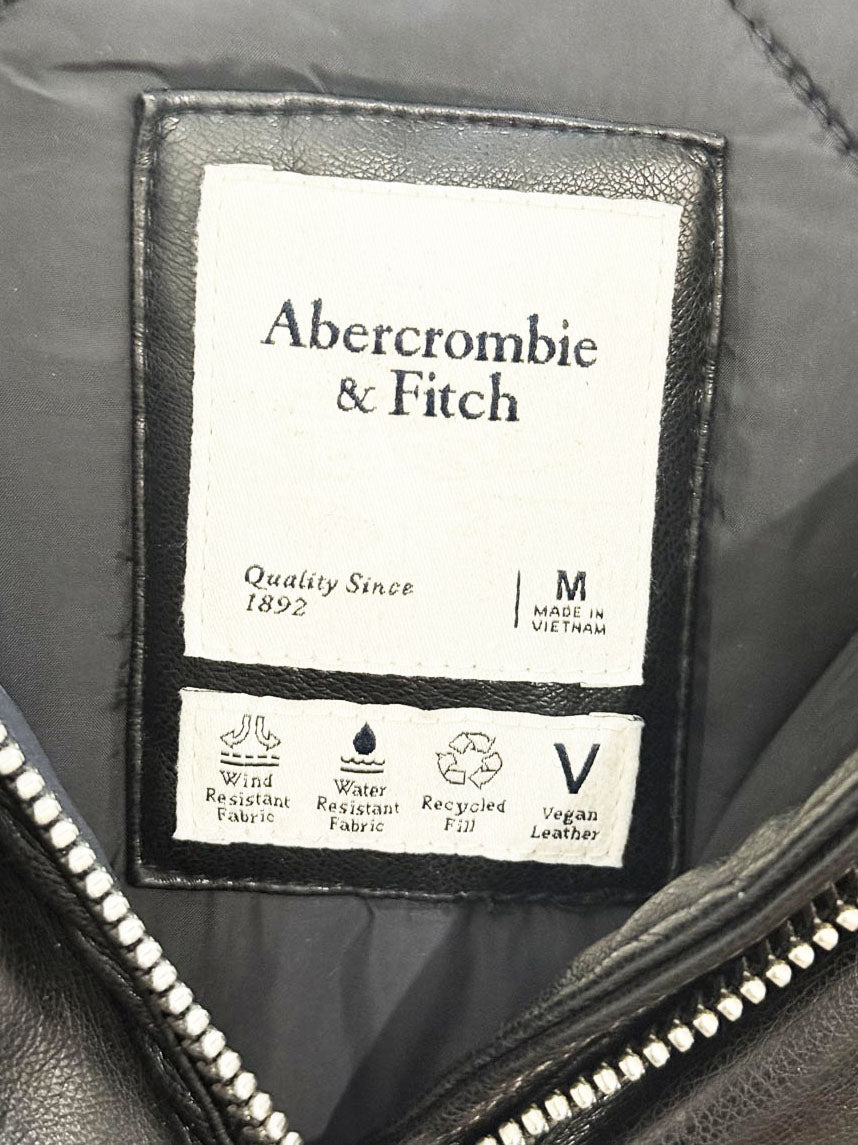 Abercrombie
& Fitch
Quality Since
1892
M
MADE IN
VIETNAM
Wind
Resistant
Fabric
Water
Resistant
Fabric
Recycled
Fill
V
Vegan
Leather